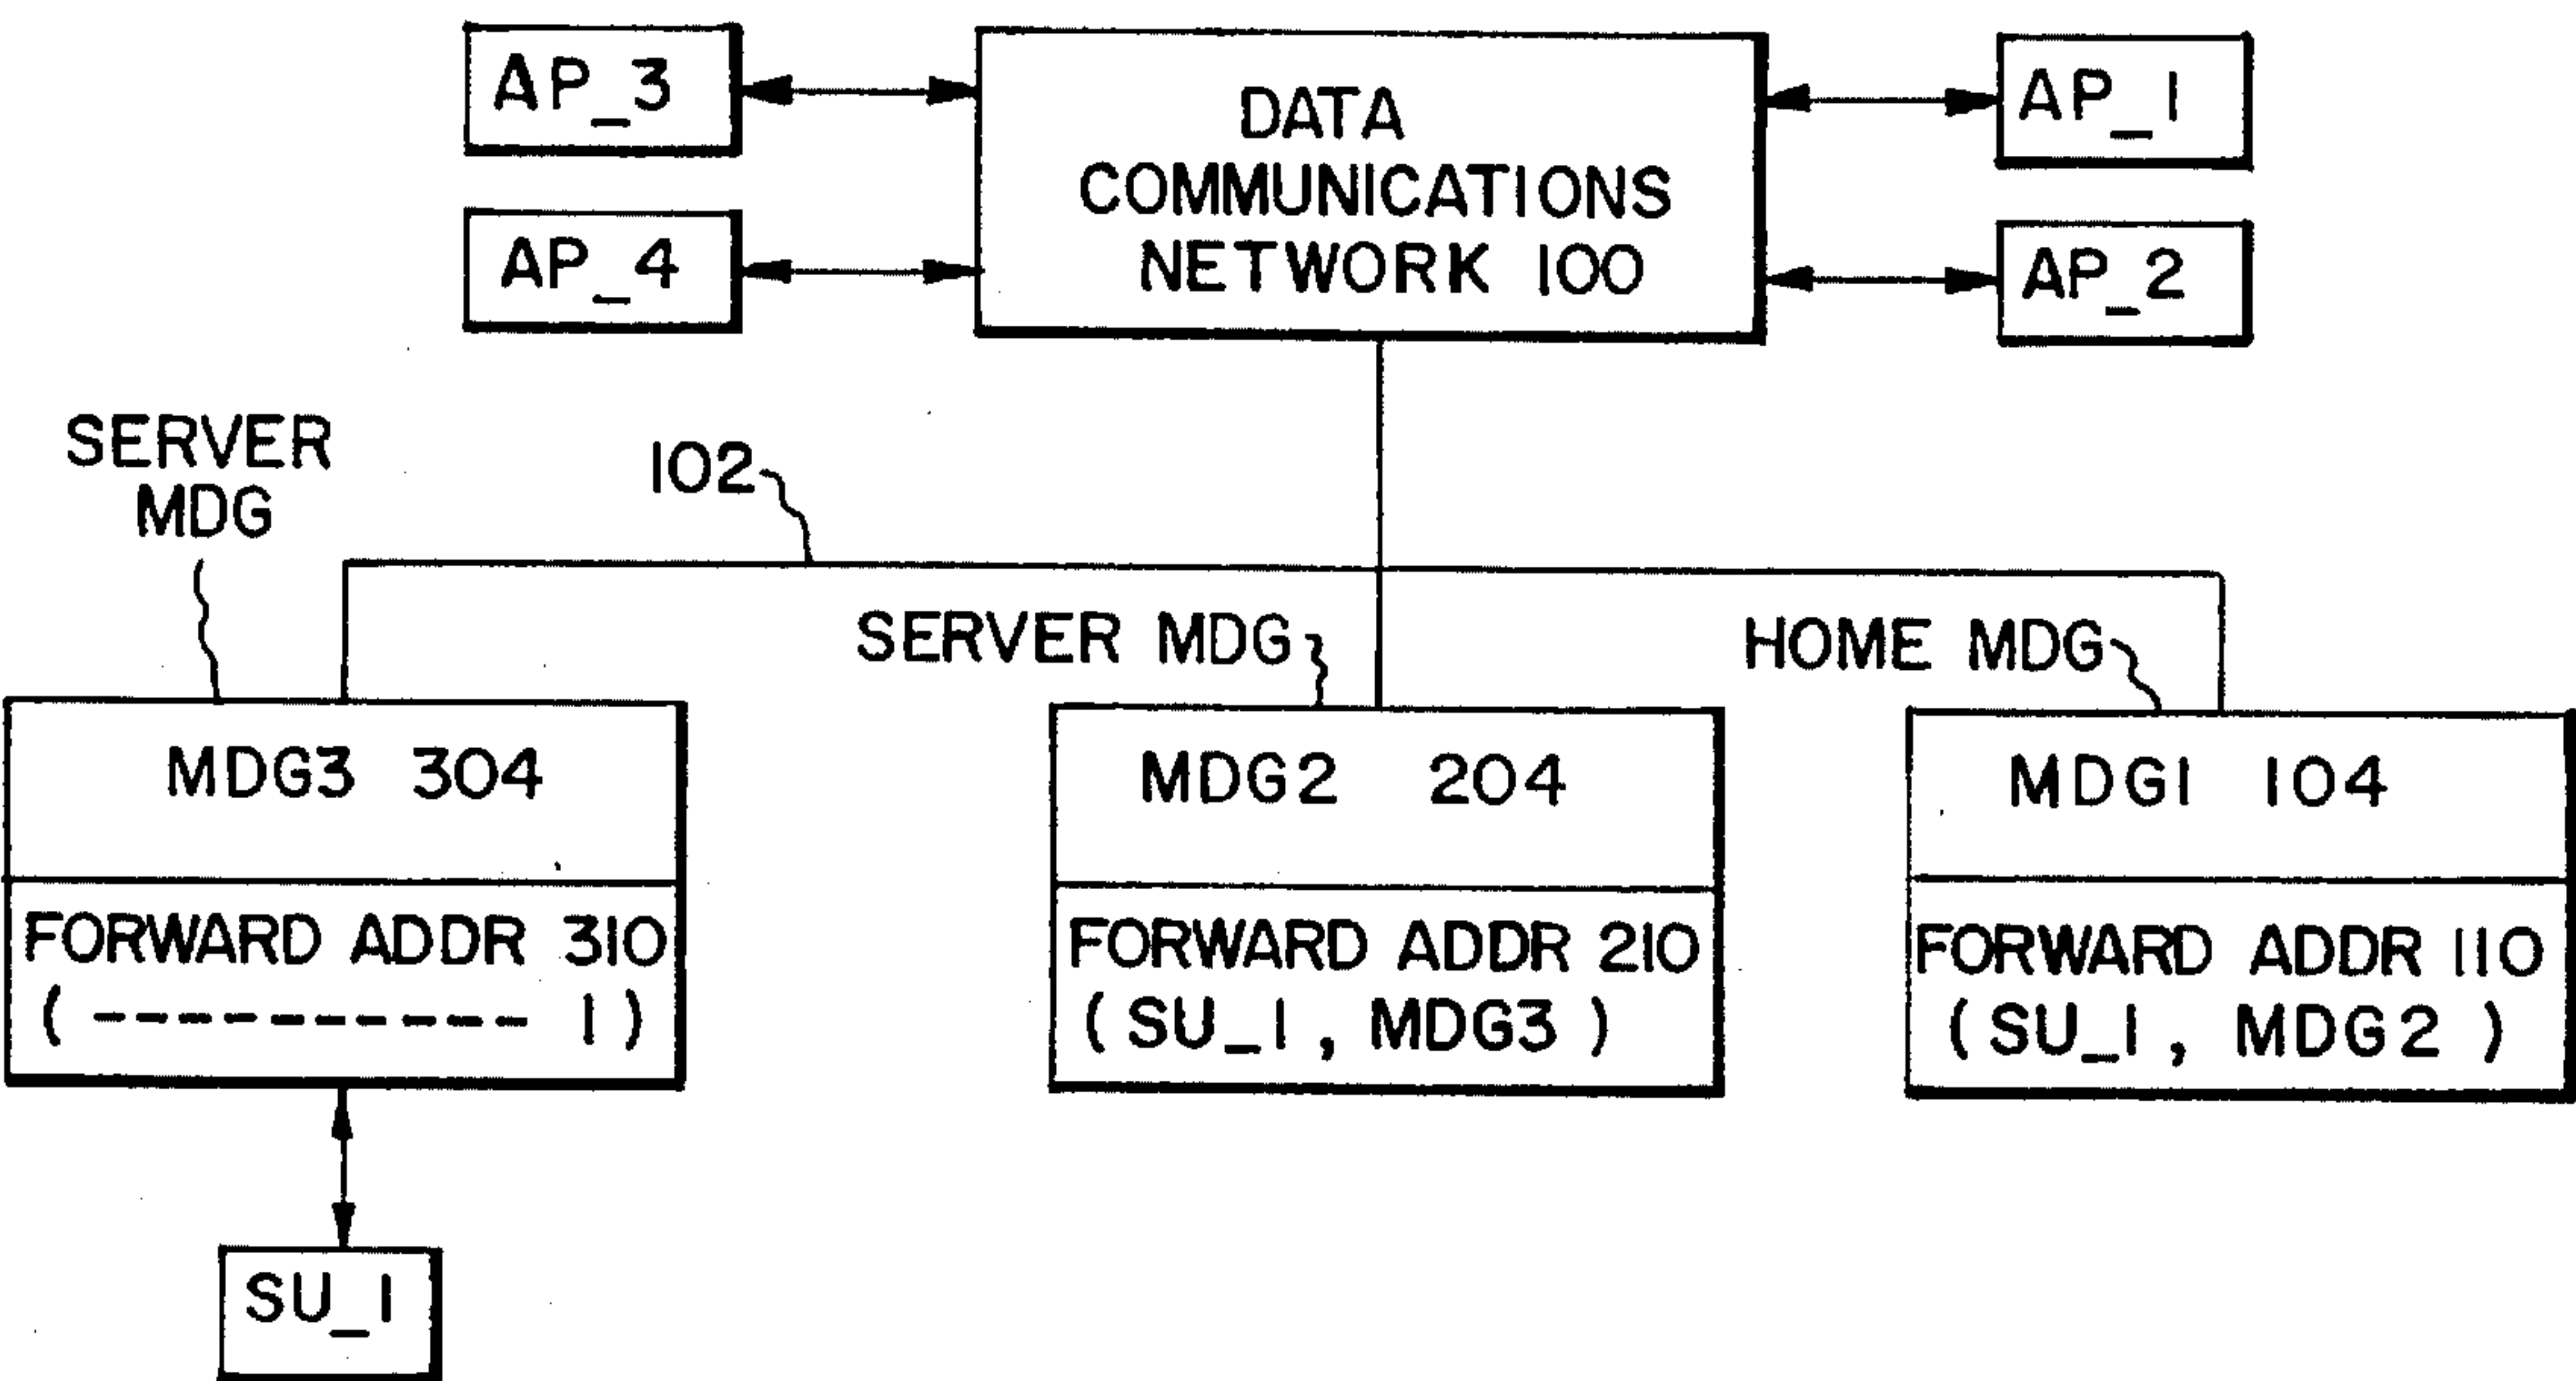 AP_3
AP_4
DATA
COMMUNICATIONS
NETWORK 100
AP_1
AP_2
SERVER
MDG
102
SERVER MDG
HOME MDG
MDG3 304
FORWARD ADDR 310
( ---------- 1 )
MDG2 204
FORWARD ADDR 210
( SU_1 , MDG3 )
MDG1 104
FORWARD ADDR 110
( SU_1 , MDG2 )
SU_1